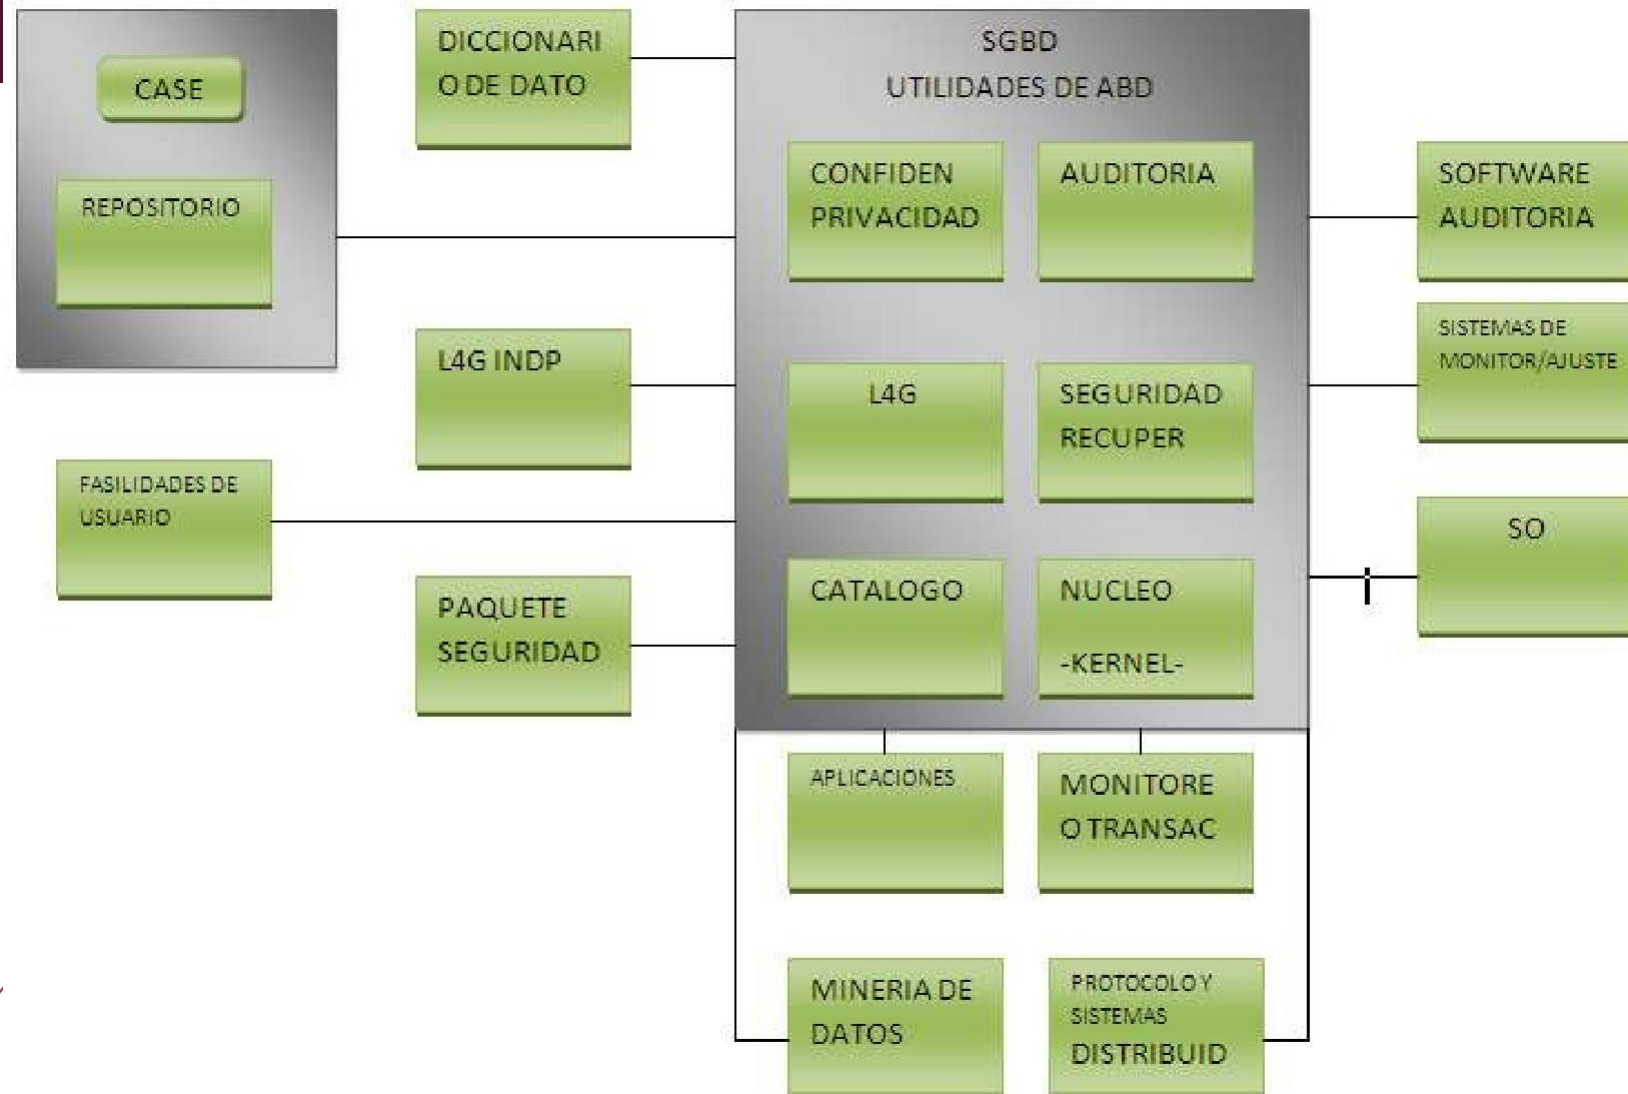 CASE
REPOSITORIO
DICCIONARI
O DE DATO
L4G INDP
FASILIDADES DE
USUARIO
PAQUETE
SEGURIDAD
SGBD
UTILIDADES DE ABD
CONFIDEN
PRIVACIDAD
AUDITORIA
L4G
SEGURIDAD
RECUPER
CATALOGO
NUCLEO
-KERNEL-
SOFTWARE
AUDITORIA
SISTEMAS DE
MONITOR/AJUSTE
SO
APLICACIONES
MONITORE
O TRANSAC
MINERIA DE
DATOS
PROTOCOLO Y
SISTEMAS
DISTRIBUID